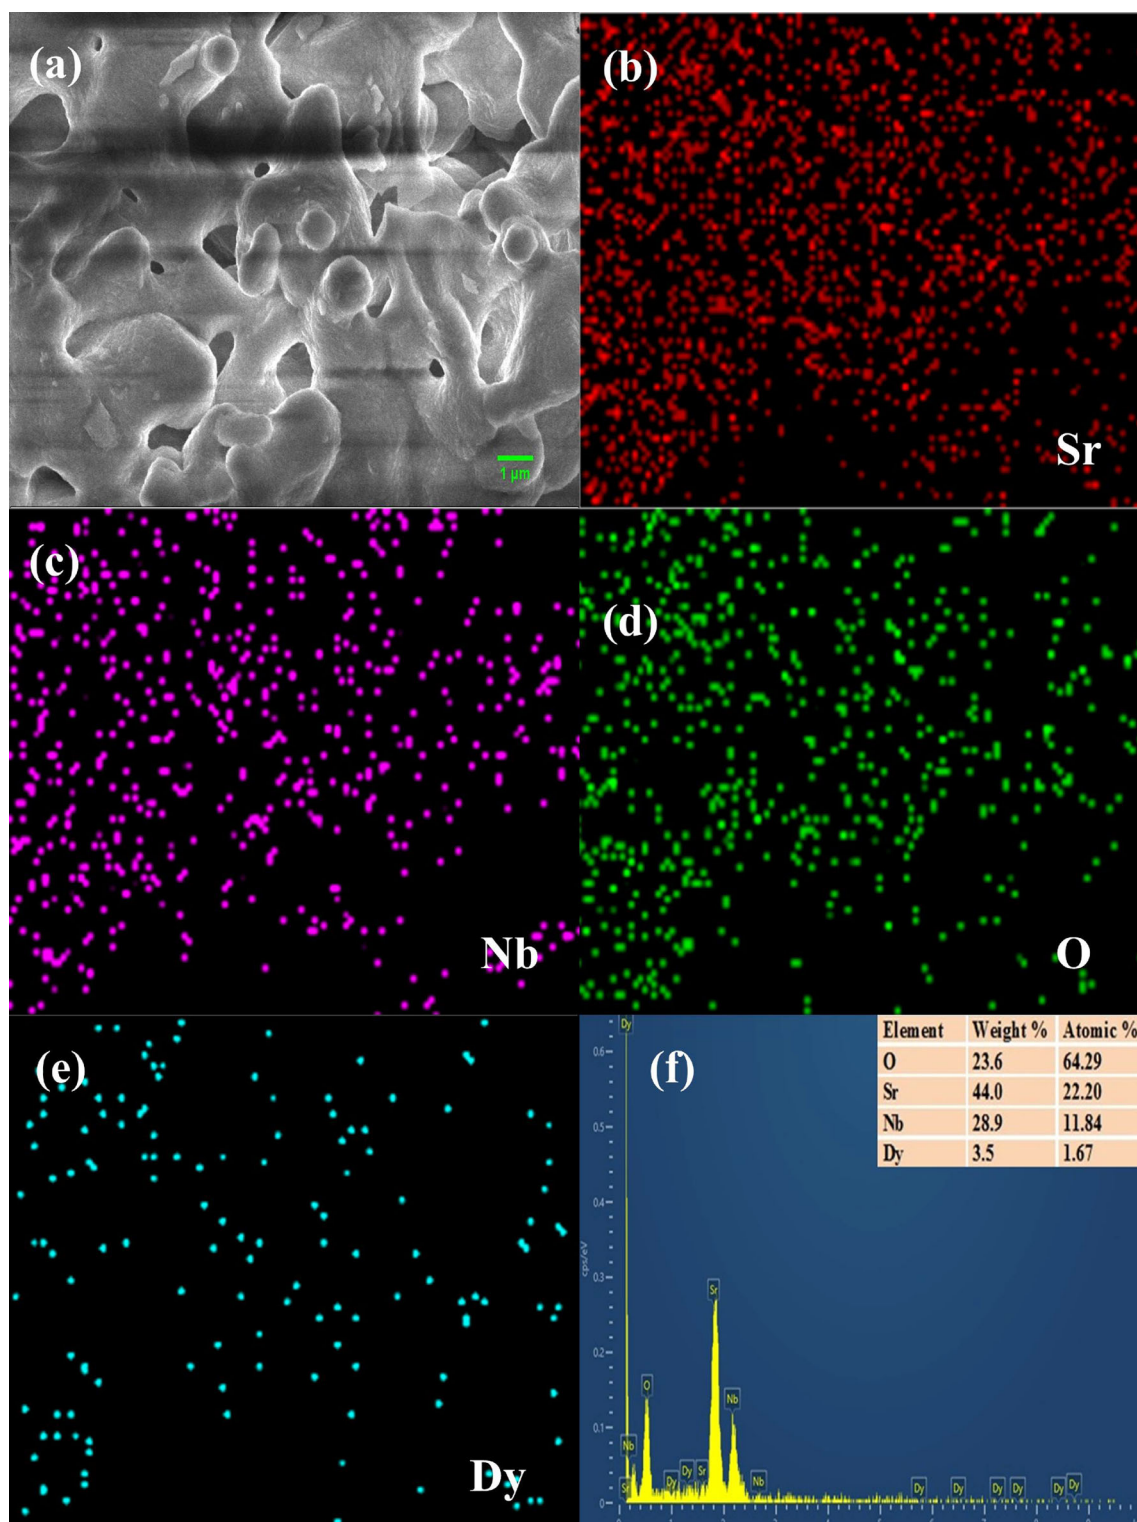 (a)
1 µm
(b)
Sr
(c)
Nb
(d)
O
(e)
Dy
(f)
Element Weight % Atomic %
O 23.6 64.29
Sr 44.0 22.20
Nb 28.9 11.84
Dy 3.5 1.67
Dy
0.6
0.5
0.4
cps/eV
0.3
Sr
0.2
O
Nb
0.1
Nb
Sr
Dy
Dy
Sr
Nb
Dy
Dy
Dy
Dy
Dy
Dy
0